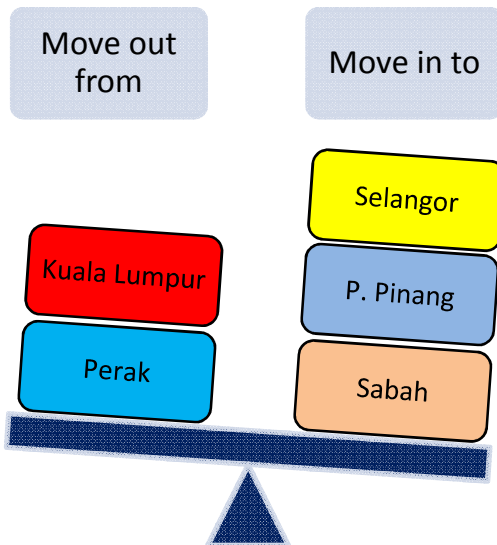 Move out
from
Move in to
Selangor
Kuala Lumpur
P. Pinang
Perak
Sabah